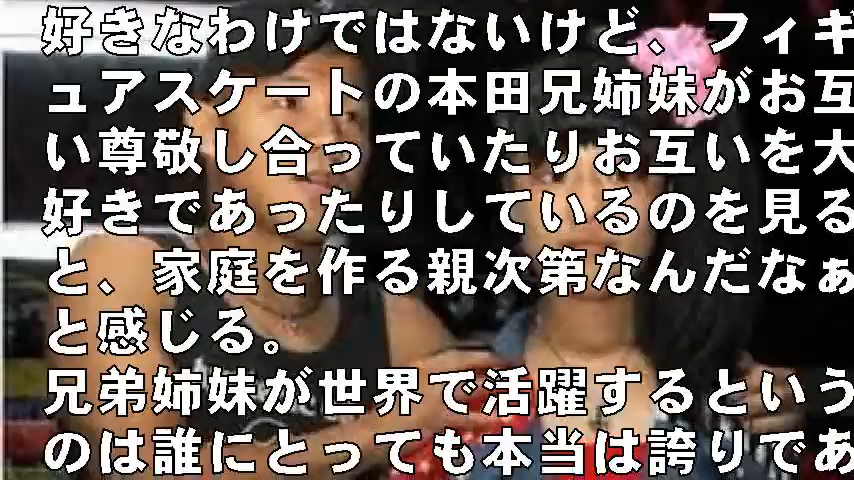 好きなわけではないけど、フィギ
ュアスケートの本田兄姉妹がお互
い尊敬し合っていたりお互いを大
好きであったりしているのを見る
と、家庭を作る親次第なんだなぁ
と感じる。
兄弟姉妹が世界で活躍するという
のは誰にとっても本当は誇りであ